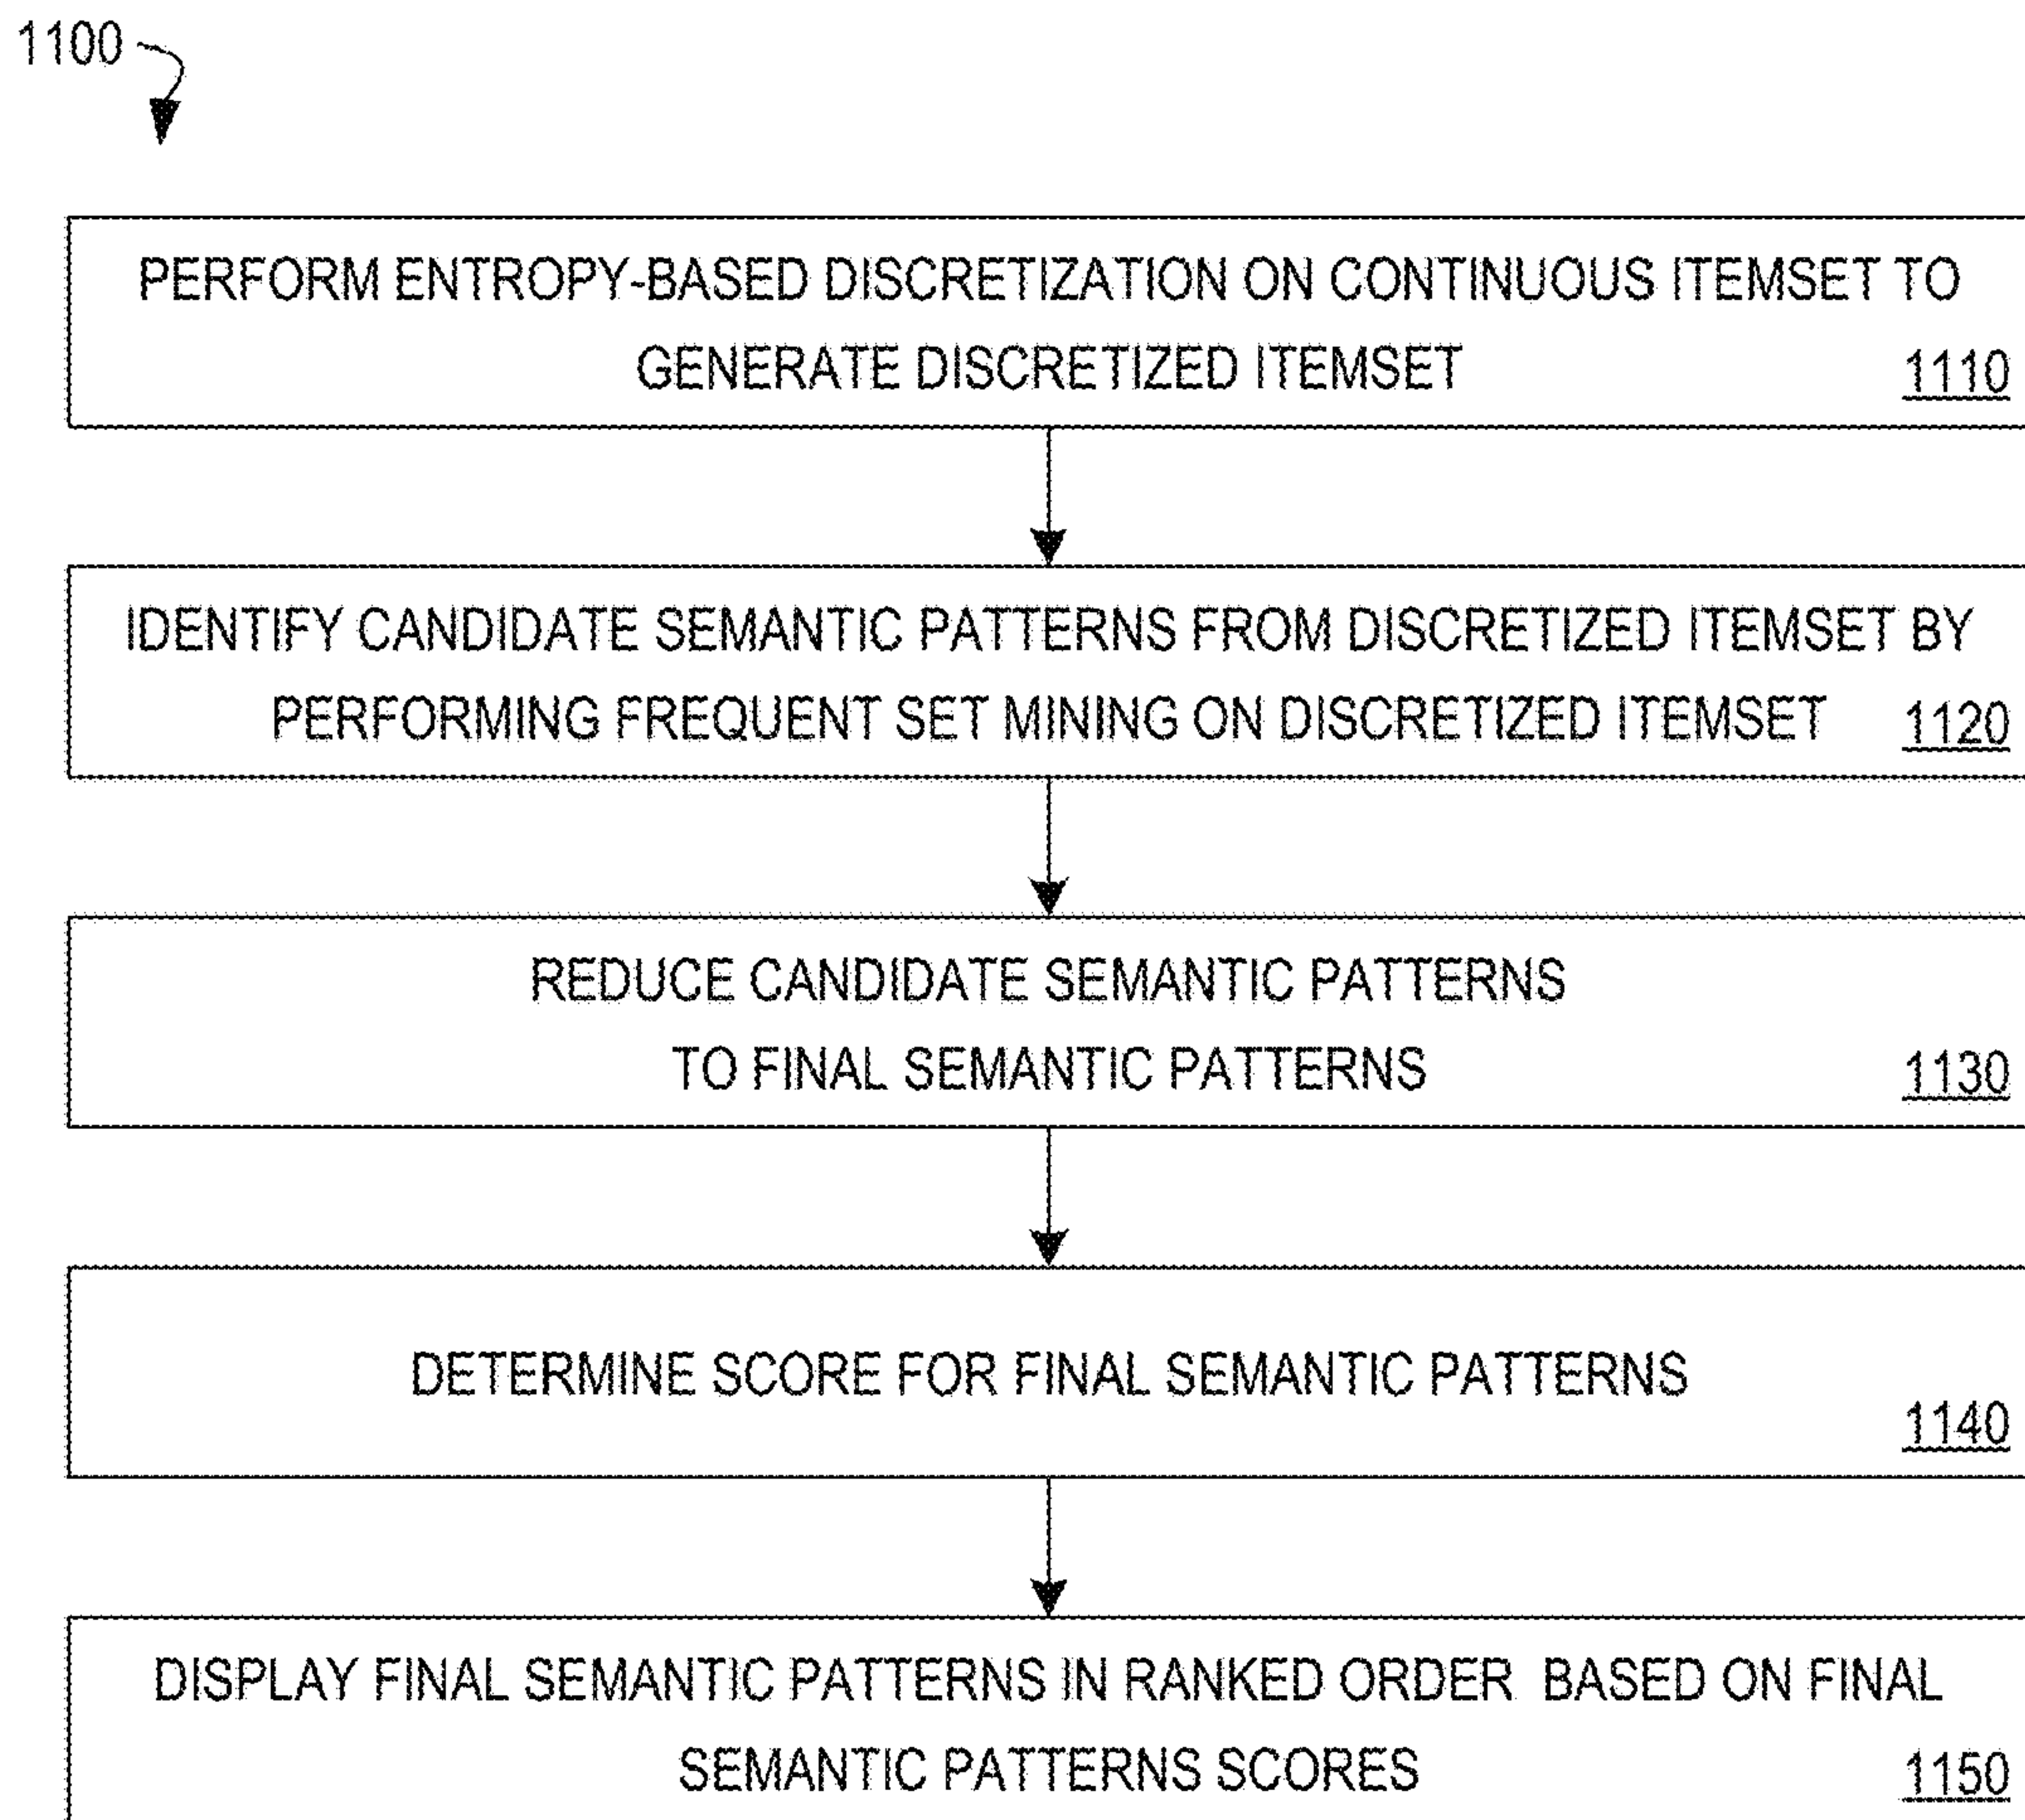 1100
PERFORM ENTROPY-BASED DISCRETIZATION ON CONTINUOUS ITEMSET TO
GENERATE DISCRETIZED ITEMSET
1110
IDENTIFY CANDIDATE SEMANTIC PATTERNS FROM DISCRETIZED ITEMSET BY
PERFORMING FREQUENT SET MINING ON DISCRETIZED ITEMSET
1120
REDUCE CANDIDATE SEMANTIC PATTERNS
TO FINAL SEMANTIC PATTERNS
1130
DETERMINE SCORE FOR FINAL SEMANTIC PATTERNS
1140
DISPLAY FINAL SEMANTIC PATTERNS IN RANKED ORDER BASED ON FINAL
SEMANTIC PATTERNS SCORES
1150